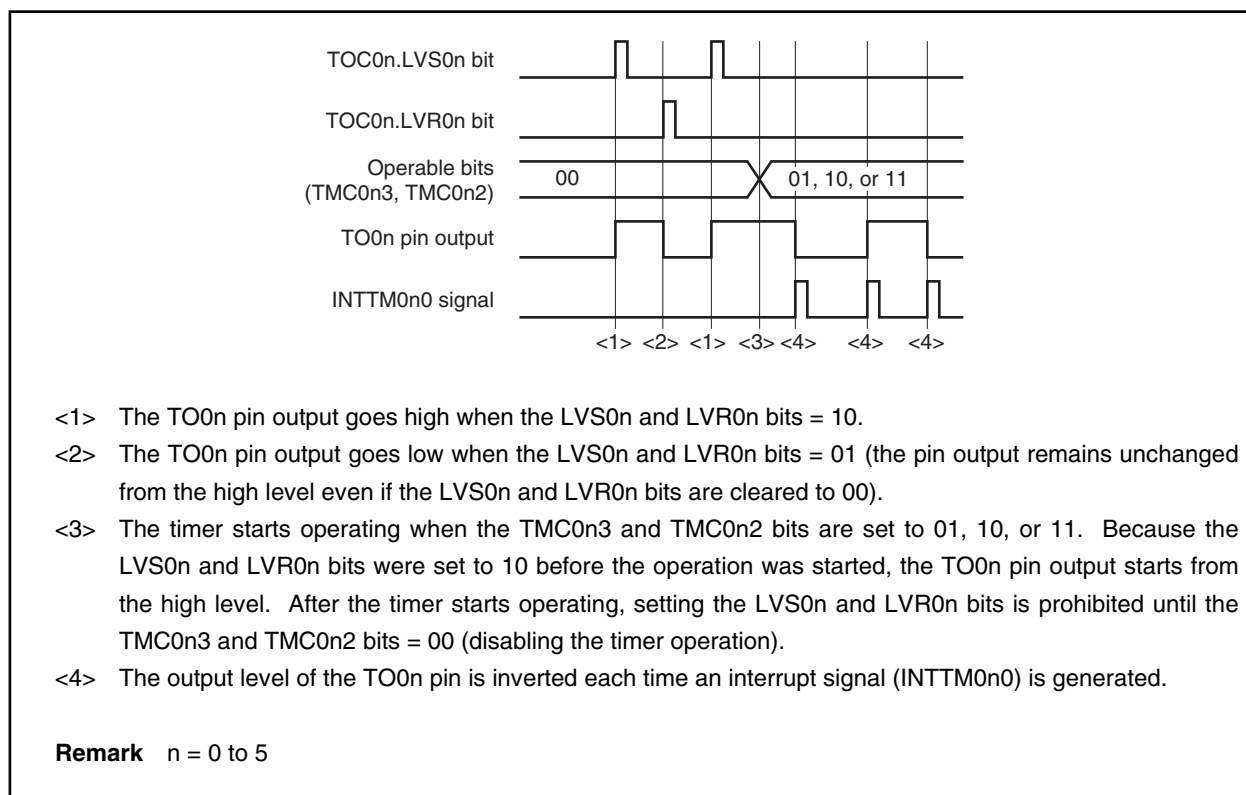 TOC0n.LVS0n bit
TOC0n.LVR0n bit
Operable bits
(TMC0n3, TMC0n2)
00
01, 10, or 11
TO0n pin output
INTTM0n0 signal
<1> <2> <1> <3> <4> <4> <4>
<1> The TO0n pin output goes high when the LVS0n and LVR0n bits = 10.
<2> The TO0n pin output goes low when the LVS0n and LVR0n bits = 01 (the pin output remains unchanged
from the high level even if the LVS0n and LVR0n bits are cleared to 00).
<3> The timer starts operating when the TMC0n3 and TMC0n2 bits are set to 01, 10, or 11. Because the
LVS0n and LVR0n bits were set to 10 before the operation was started, the TO0n pin output starts from
the high level. After the timer starts operating, setting the LVS0n and LVR0n bits is prohibited until the
TMC0n3 and TMC0n2 bits = 00 (disabling the timer operation).
<4> The output level of the TO0n pin is inverted each time an interrupt signal (INTTM0n0) is generated.
Remark n = 0 to 5